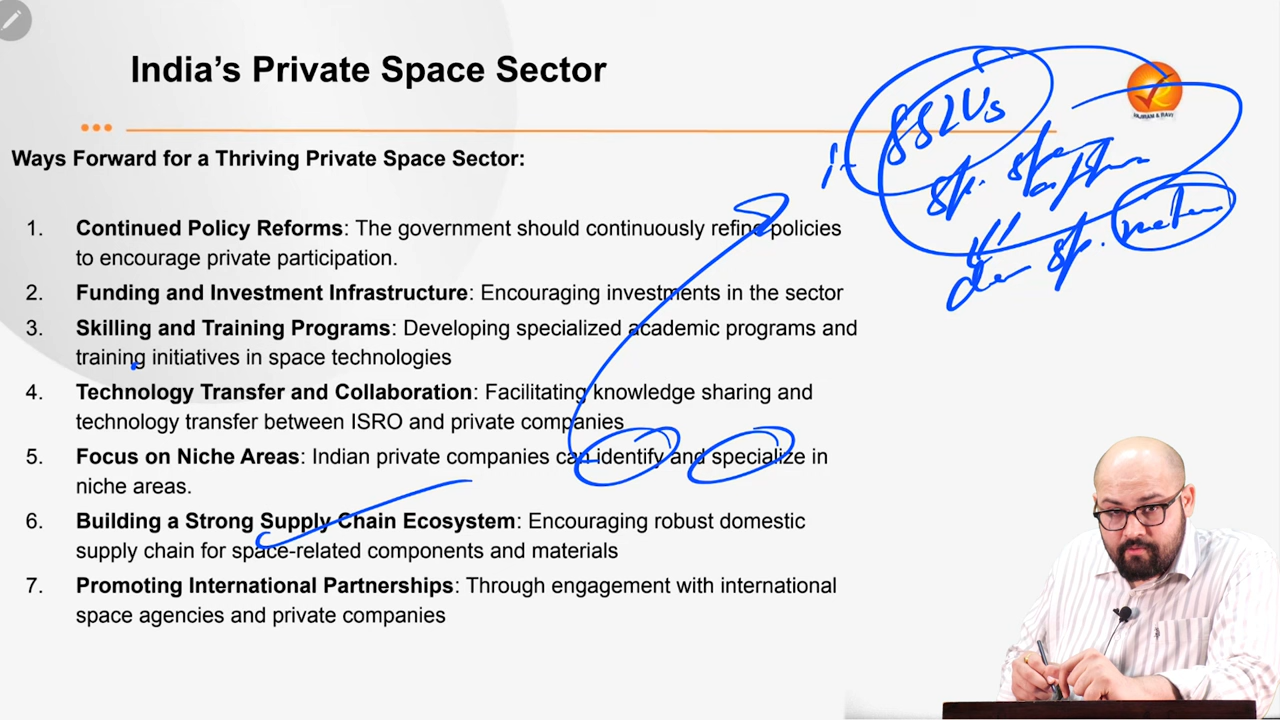 India's Private Space Sector
VAJIRAM & RAVI
Ways Forward for a Thriving Private Space Sector:
SSLVs
1. Continued Policy Reforms: The government should continuously refine policies
to encourage private participation.
2. Funding and Investment Infrastructure: Encouraging investments in the sector
3. Skilling and Training Programs: Developing specialized academic programs and
training initiatives in space technologies
4. Technology Transfer and Collaboration: Facilitating knowledge sharing and
technology transfer between ISRO and private companies
5. Focus on Niche Areas: Indian private companies can identify and specialize in
niche areas.
6. Building a Strong Supply Chain Ecosystem: Encouraging robust domestic
supply chain for space-related components and materials
7. Promoting International Partnerships: Through engagement with international
space agencies and private companies